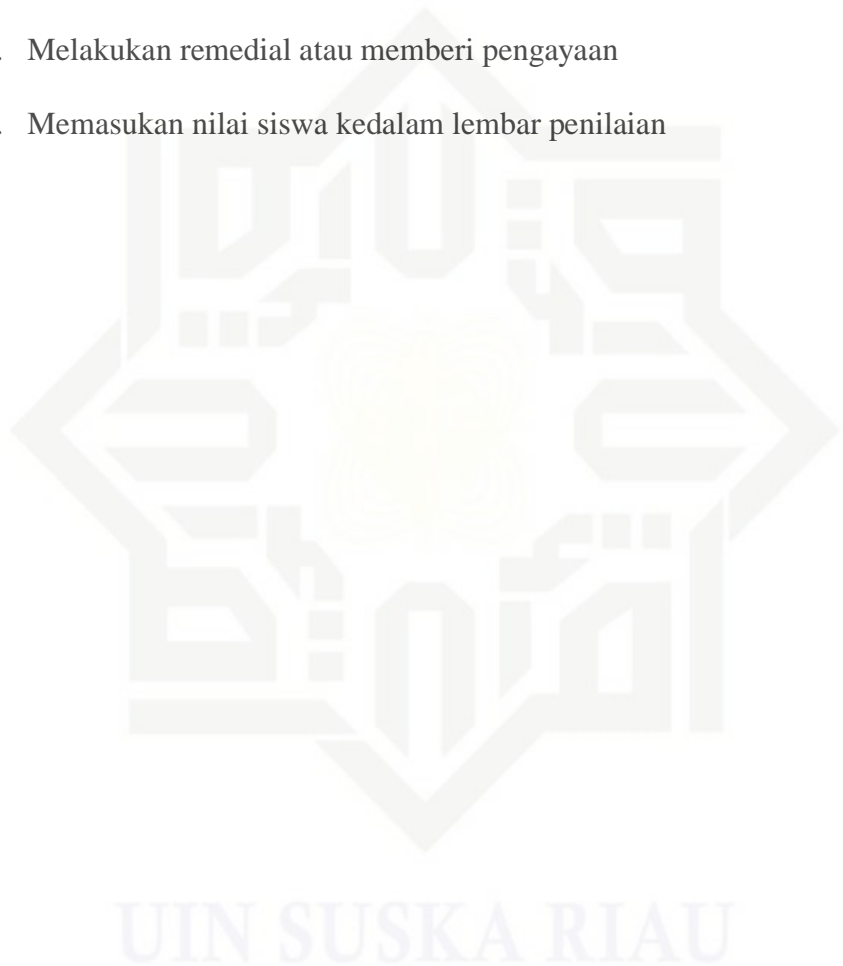 . Melakukan remedial atau memberi pengayaan
. Memasukan nilai siswa kedalam lembar penilaian
UIN SUSKA RIAU